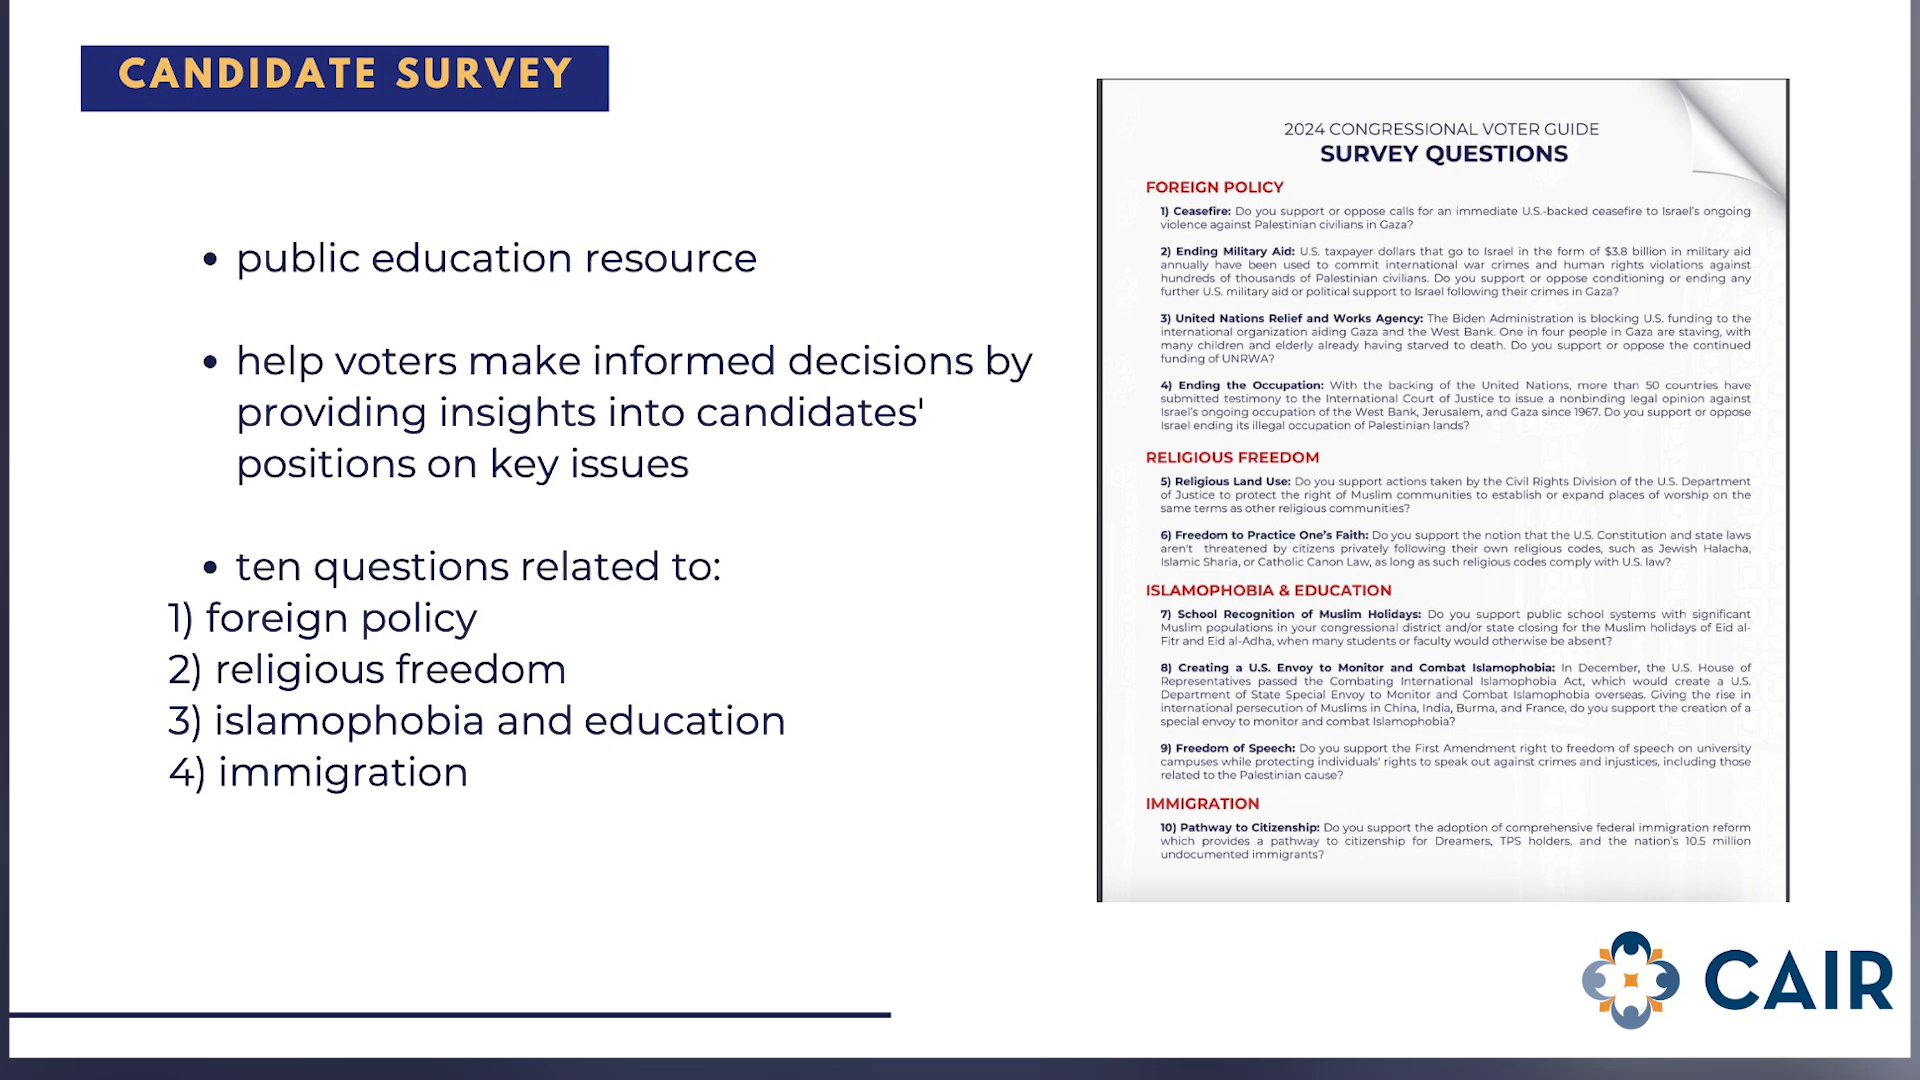 CANDIDATE SURVEY
• public education resource
• help voters make informed decisions by
providing insights into candidates'
positions on key issues
• ten questions related to:
1) foreign policy
2) religious freedom
3) islamophobia and education
4) immigration
2024 CONGRESSIONAL VOTER GUIDE
SURVEY QUESTIONS
FOREIGN POLICY
1) Ceasefire: Do you support or oppose calls for an immediate U.S.-backed ceasefire to Israel's ongoing
violence against Palestinian civilians in Gaza?
2) Ending Military Aid: U.S. taxpayer dollars that go to Israel in the form of $3.8 billion in military aid
annually have been used to commit international war crimes and human rights violations against
hundreds of thousands of Palestinian civilians. Do you support or oppose conditioning or ending any
further U.S. military aid or political support to Israel following their crimes in Gaza?
3) United Nations Relief and Works Agency: The Biden Administration is blocking U.S. funding to the
international organization aiding Gaza and the West Bank. One in four people in Gaza are staving, with
many children and elderly already having starved to death. Do you support or oppose the continued
funding of UNRWA?
4) Ending the Occupation: With the backing of the United Nations, more than 50 countries have
submitted testimony to the International Court of Justice to issue a nonbinding legal opinion against
Israel's ongoing occupation of the West Bank, Jerusalem, and Gaza since 1967. Do you support or oppose
Israel ending its illegal occupation of Palestinian lands?
RELIGIOUS FREEDOM
5) Religious Land Use: Do you support actions taken by the Civil Rights Division of the U.S. Department
of Justice to protect the right of Muslim communities to establish or expand places of worship on the
same terms as other religious communities?
6) Freedom to Practice One's Faith: Do you support the notion that the U.S. Constitution and state laws
aren't threatened by citizens privately following their own religious codes, such as Jewish Halacha,
Islamic Sharia, or Catholic Canon Law, as long as such religious codes comply with U.S. law?
ISLAMOPHOBIA & EDUCATION
7) School Recognition of Muslim Holidays: Do you support public school systems with significant
Muslim populations in your congressional district and/or state closing for the Muslim holidays of Eid al-
Fitr and Eid al-Adha, when many students or faculty would otherwise be absent?
8) Creating a U.S. Envoy to Monitor and Combat Islamophobia: In December, the U.S. House of
Representatives passed the Combating International Islamophobia Act, which would create a U.S.
Department of State Special Envoy to Monitor and Combat Islamophobia overseas. Giving the rise in
international persecution of Muslims in China, India, Burma, and France, do you support the creation of a
special envoy to monitor and combat Islamophobia?
9) Freedom of Speech: Do you support the First Amendment right to freedom of speech on university
campuses while protecting individuals' rights to speak out against crimes and injustices, including those
related to the Palestinian cause?
IMMIGRATION
10) Pathway to Citizenship: Do you support the adoption of comprehensive federal immigration reform
which provides a pathway to citizenship for Dreamers, TPS holders, and the nation's 10.5 million
undocumented immigrants?
CAIR